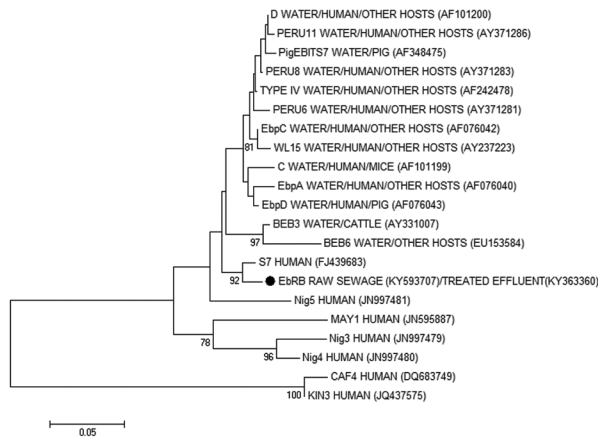 D WATER/HUMAN/OTHER HOSTS (AF101200)
PERU11 WATER/HUMAN/OTHER HOSTS (AY371286)
PigEBITS7 WATER/PIG (AF348475)
PERU8 WATER/HUMAN/OTHER HOSTS (AY371283)
TYPE IV WATER/HUMAN/OTHER HOSTS (AF242478)
PERU6 WATER/HUMAN/OTHER HOSTS (AY371281)
EbpC WATER/HUMAN/OTHER HOSTS (AF076042)
81
WL15 WATER/HUMAN/OTHER HOSTS (AY237223)
C WATER/HUMAN/MICE (AF101199)
EbpA WATER/HUMAN/OTHER HOSTS (AF076040)
EbpD WATER/HUMAN/PIG (AF076043)
BEB3 WATER/CATTLE (AY331007)
97
BEB6 WATER/OTHER HOSTS (EU153584)
S7 HUMAN (FJ439683)
92
EbRB RAW SEWAGE (KY593707)/TREATED EFFLUENT(KY363360)
Nig5 HUMAN (JN997481)
MAY1 HUMAN (JN595887)
78
Nig3 HUMAN (JN997479)
96
Nig4 HUMAN (JN997480)
CAF4 HUMAN (DQ683749)
100
KIN3 HUMAN (JQ437575)
0.05